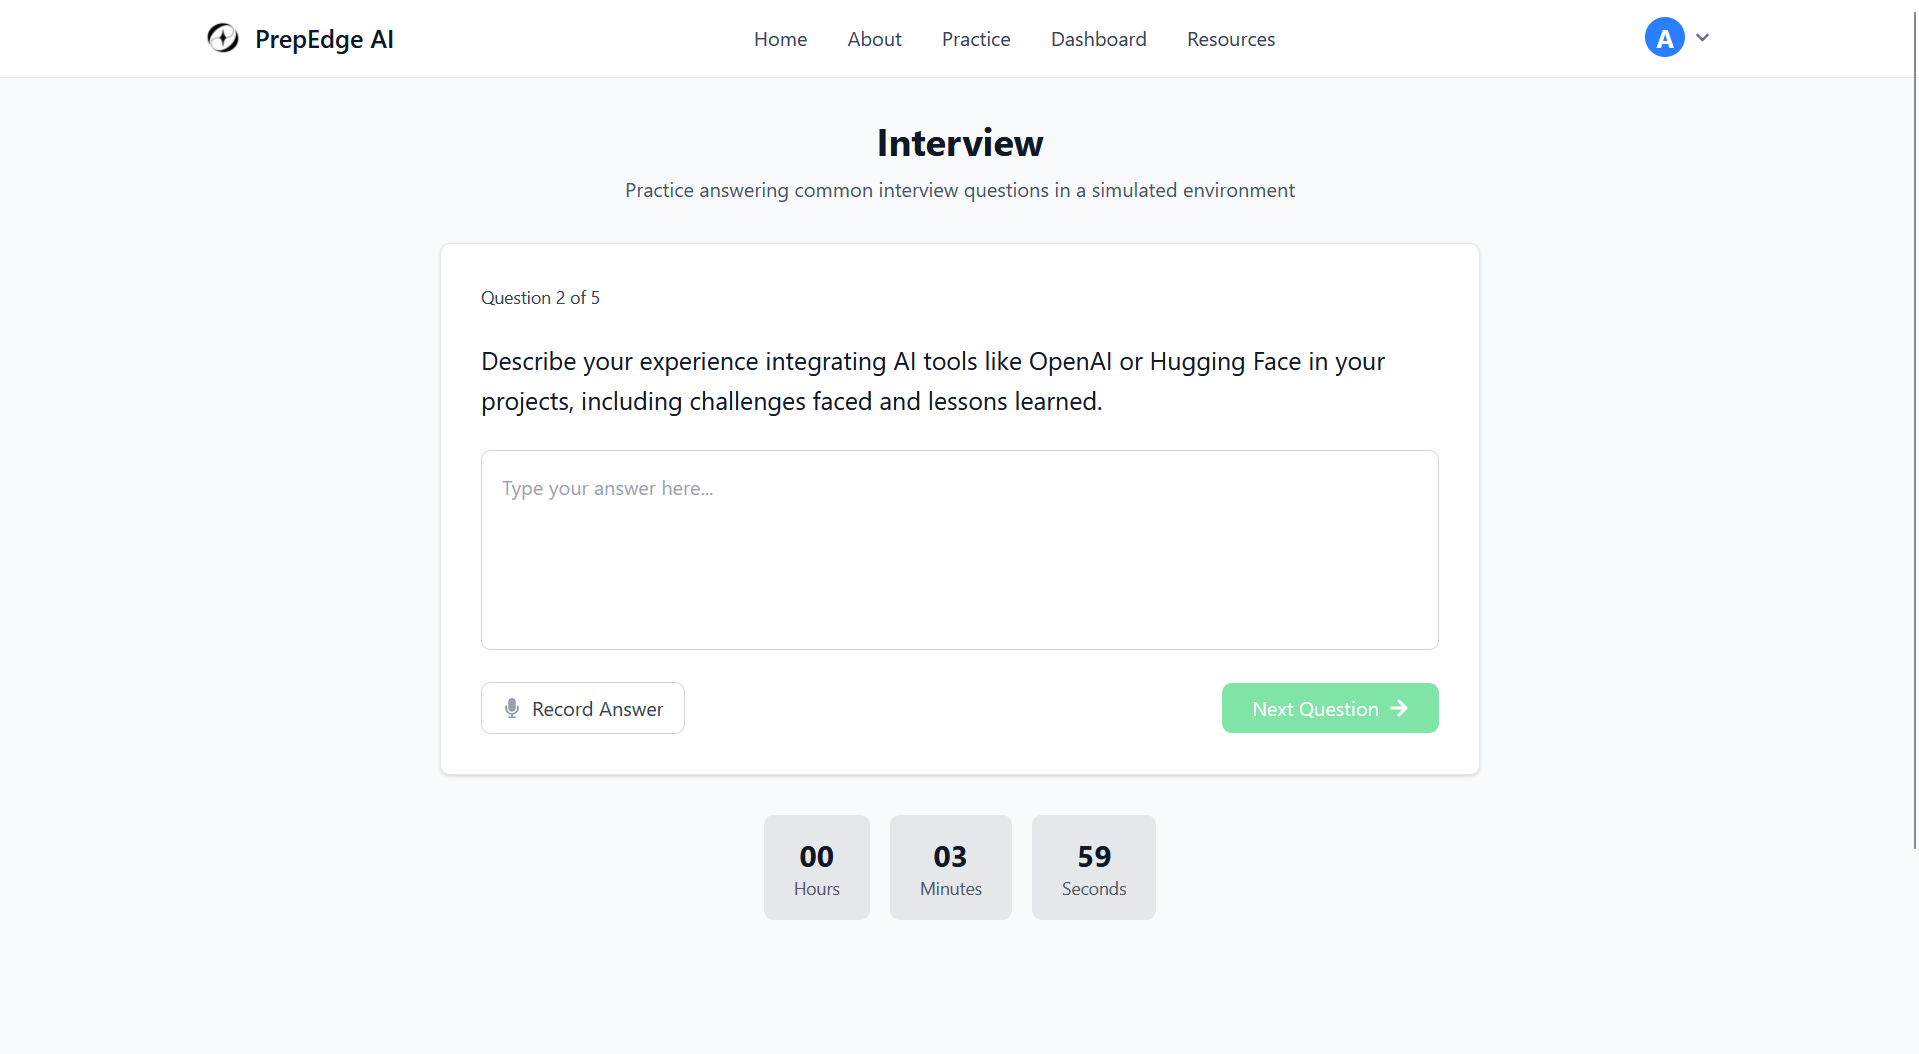 PrepEdge AI
Home About Practice Dashboard Resources
A
Interview
Practice answering common interview questions in a simulated environment
Question 2 of 5
Describe your experience integrating AI tools like OpenAI or Hugging Face in your
projects, including challenges faced and lessons learned.
Type your answer here...
Record Answer
Next Question
00 03 59
Hours Minutes Seconds